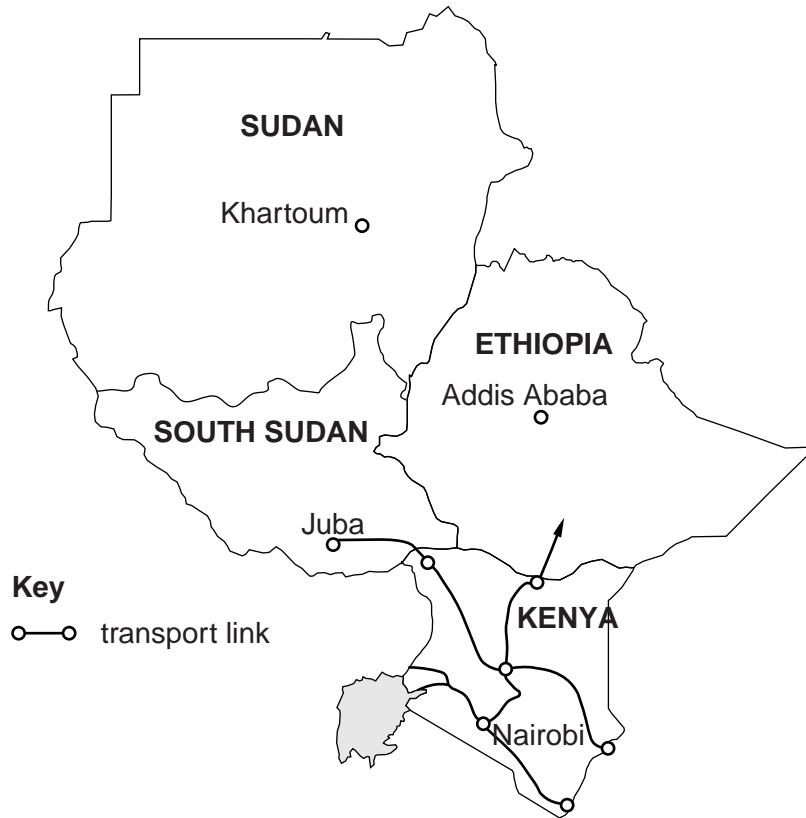 SUDAN
Khartoum
ETHIOPIA
Addis Ababa
SOUTH SUDAN
Juba
Key
transport link
KENYA
Nairobi